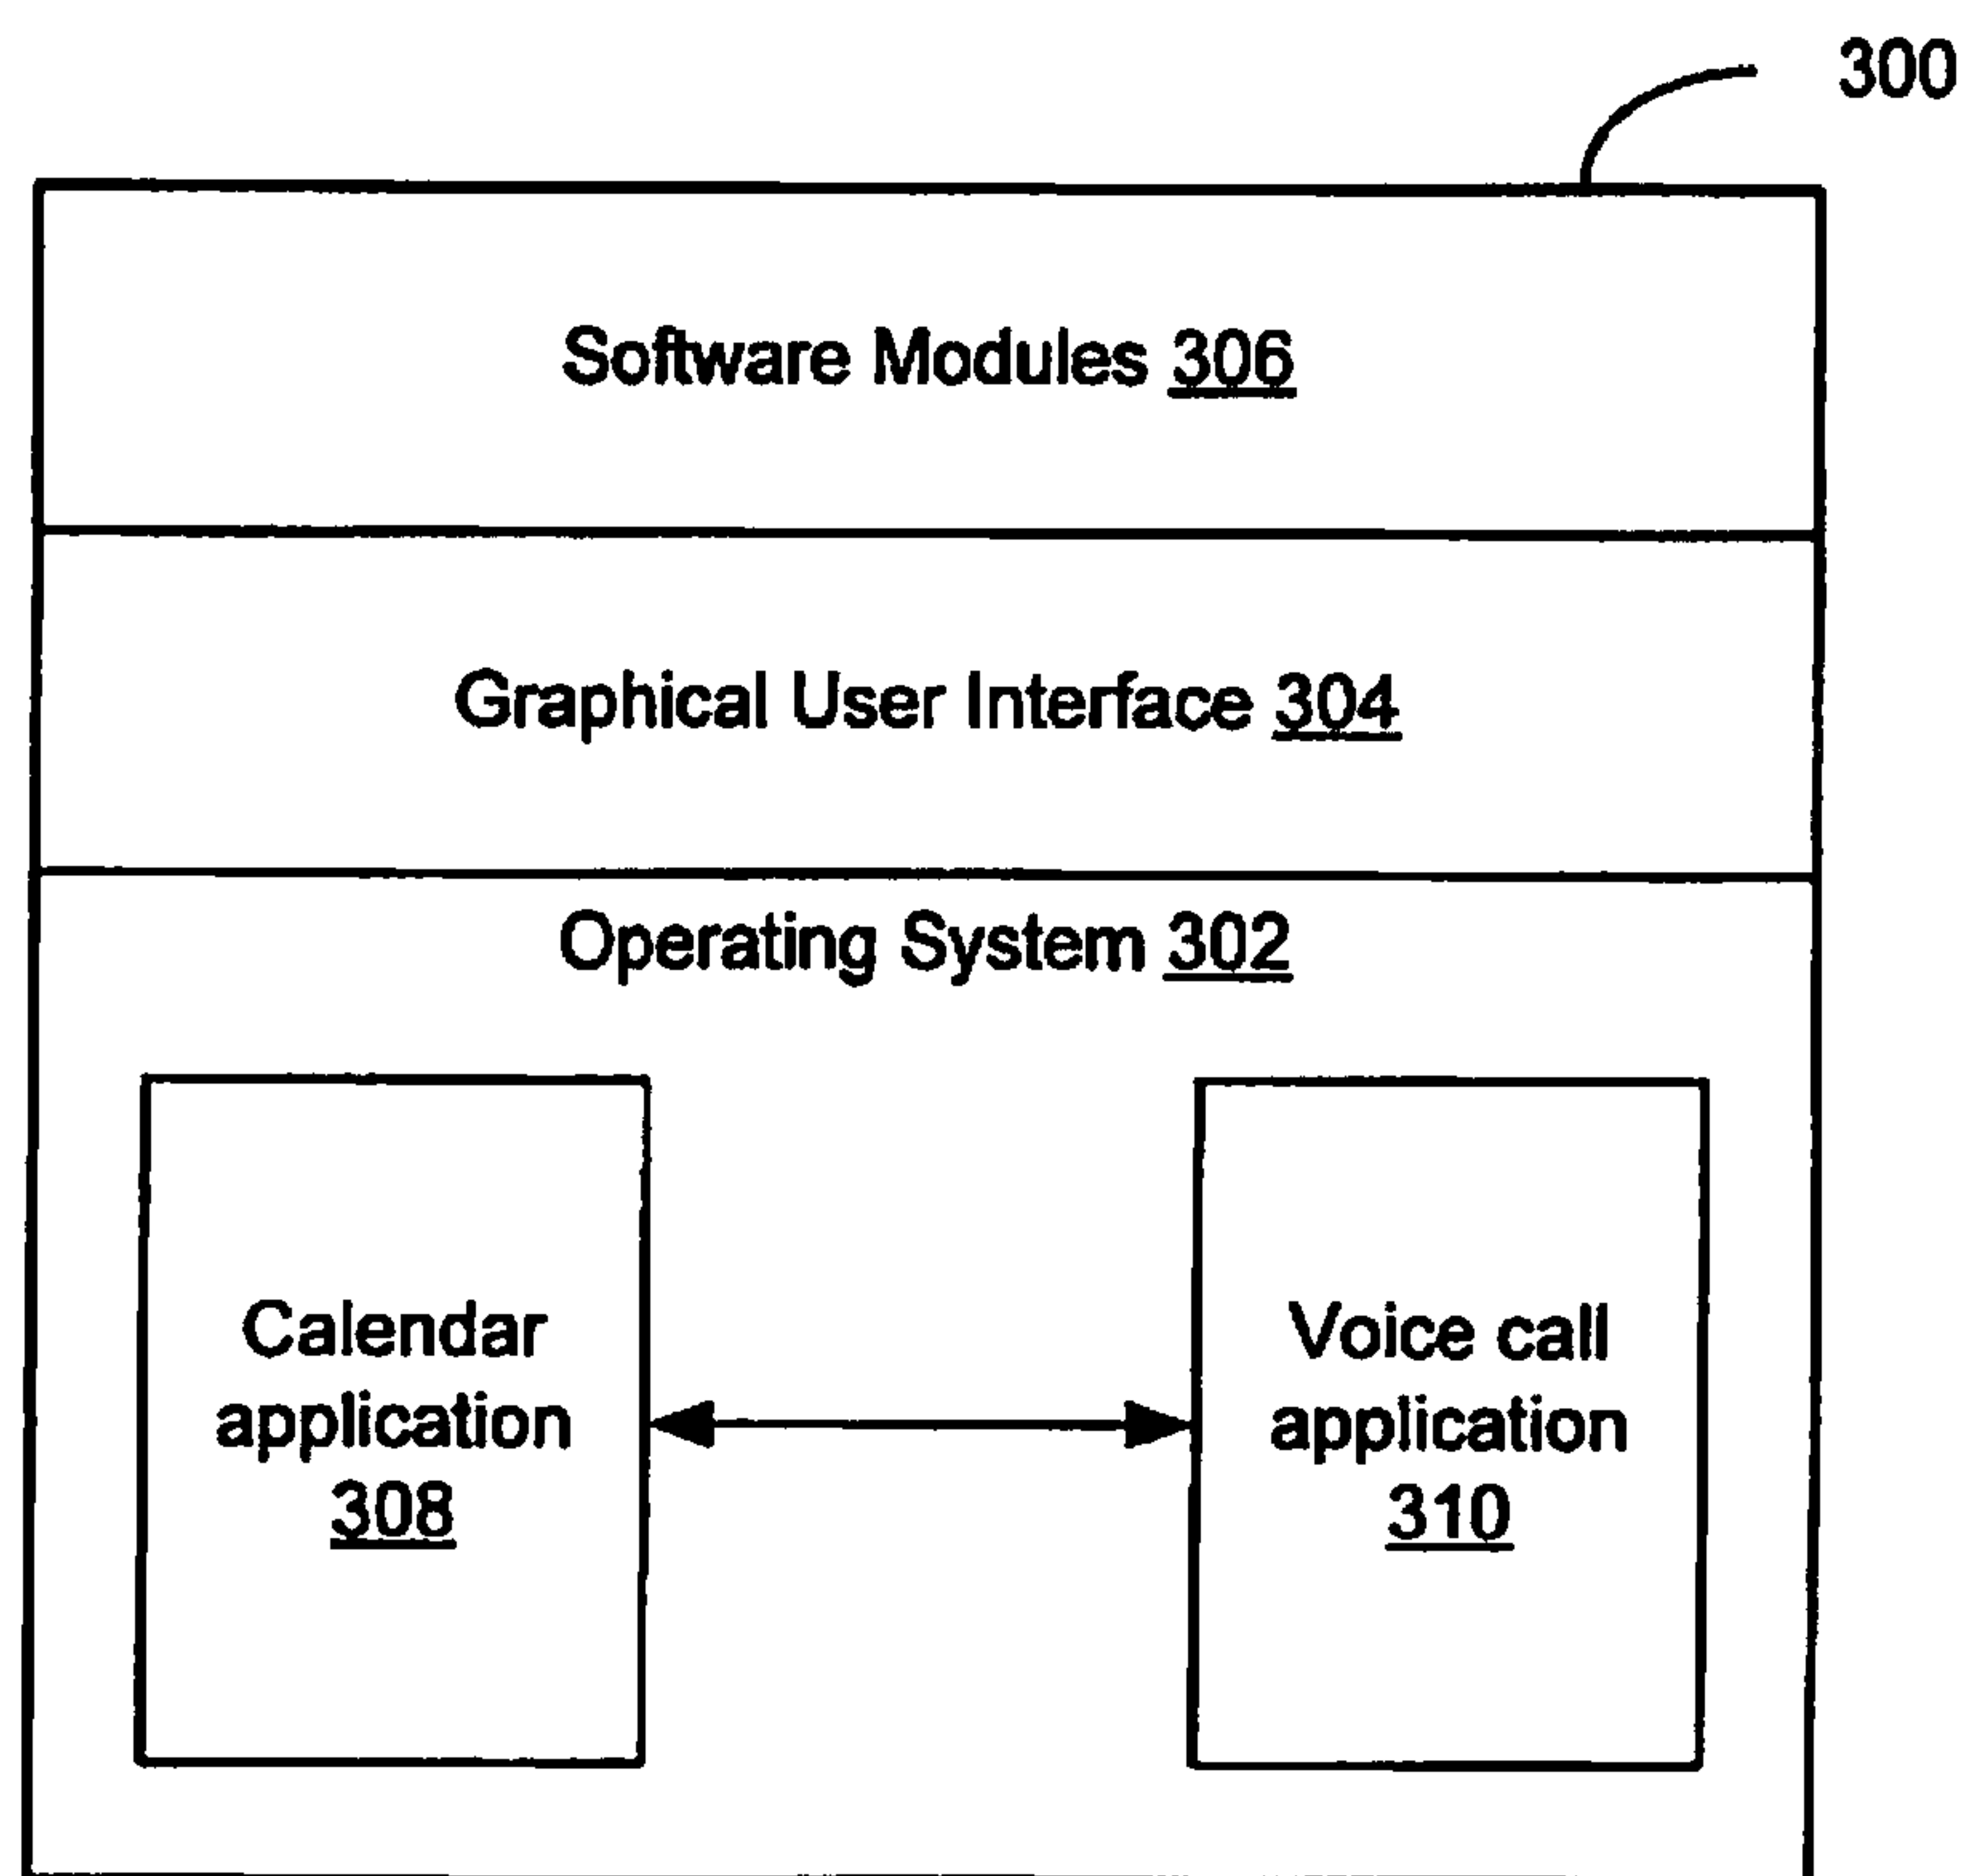 300
Software Modules 306
Graphical User Interface 304
Operating System 302
Calendar
application
308
Voice call
application
310